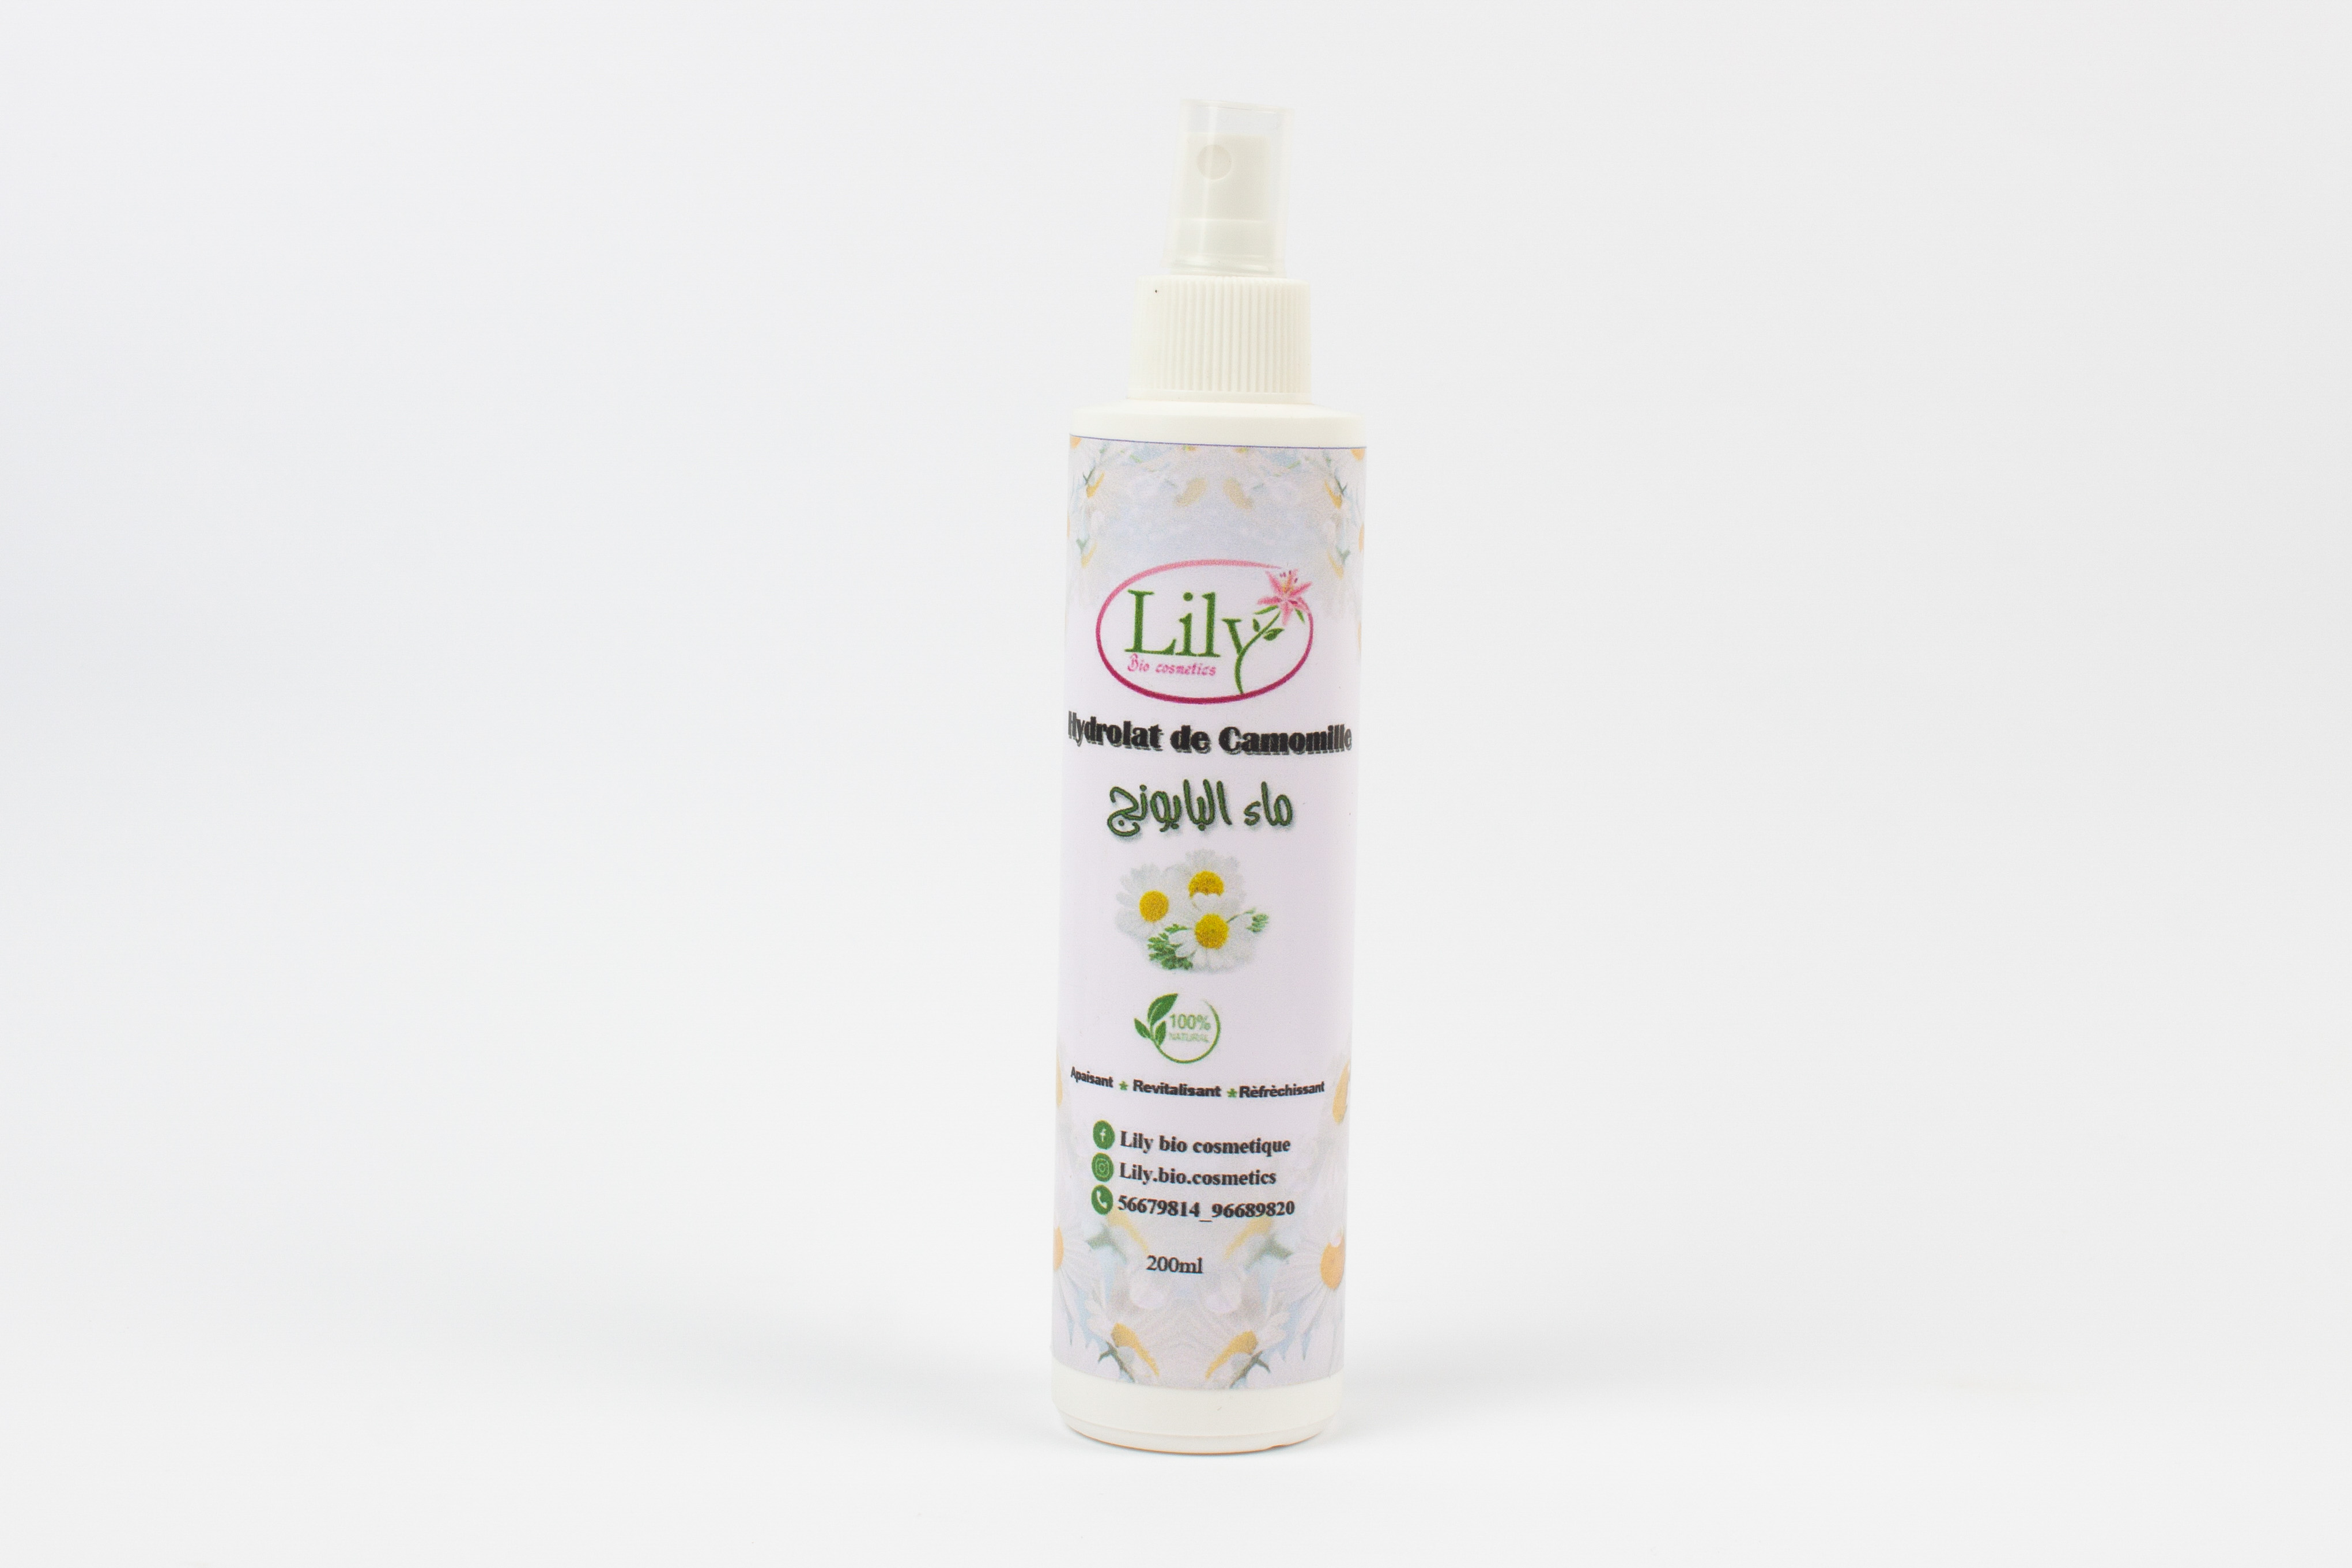 Lily
Bio cosmetics
Hydrolat de Camomille
ماء البابونج
100%
NATURAL
Apaisant * Revitalisant * Rèfrèchissant
Lily bio cosmetique
Lily.bio.cosmetics
56679814_96689820
200ml